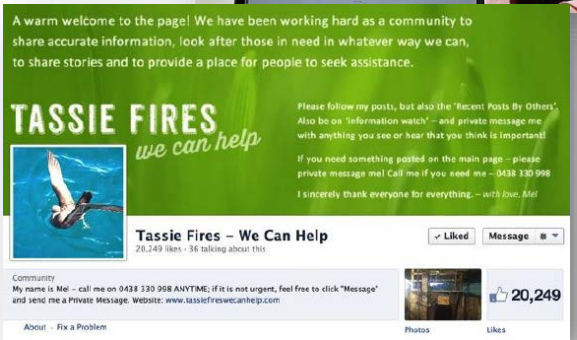 A warm welcome to the page! We have been working hard as a community to
share accurate information, look after those in need in whatever way we can,
to share stories and to provide a place for people to seek assistance.
TASSIE FIRES
we can help
Please follow my posts, but also the 'Recent Posts By Others'.
Also be on 'information watch' – and private message me
with anything you see or hear that you think is important!
If you need something posted on the main page – please
private message me! Call me if you need me – 0438 330 998
I sincerely thank everyone for everything. – with love, Mel
Tassie Fires – We Can Help
20,249 likes · 36 talking about this
Liked
Message
Community
My name is Mel – call me on 0438 330 998 ANYTIME; if it is not urgent, feel free to click "Message"
and send me a Private Message. Website: www.tassiefireswecanhelp.com
20,249
About – Fix a Problem
Photos
Likes